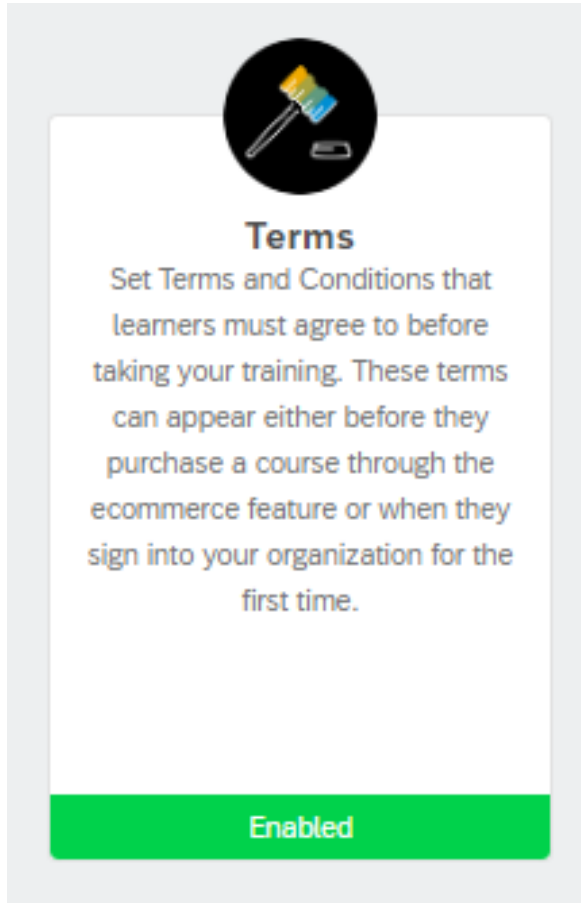 Terms
Set Terms and Conditions that
learners must agree to before
taking your training. These terms
can appear either before they
purchase a course through the
ecommerce feature or when they
sign into your organization for the
first time.
Enabled